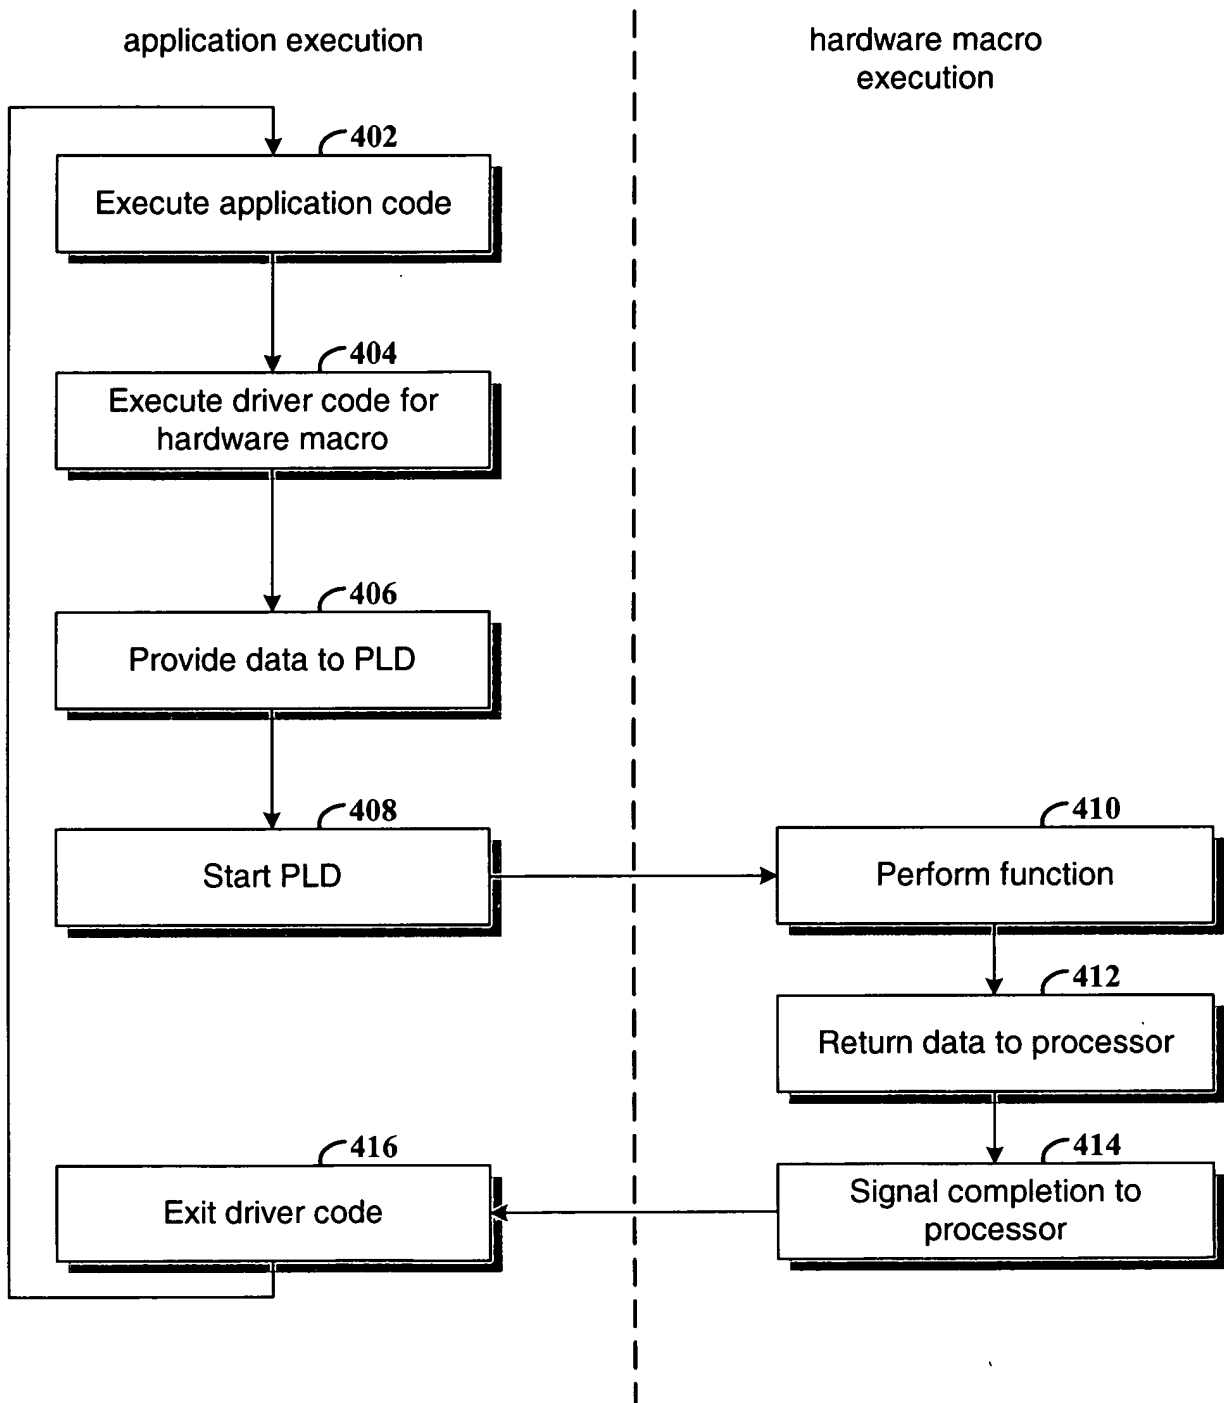 application execution
hardware macro
execution
402
Execute application code
404
Execute driver code for
hardware macro
406
Provide data to PLD
408
Start PLD
410
Perform function
412
Return data to processor
414
Signal completion to
processor
416
Exit driver code